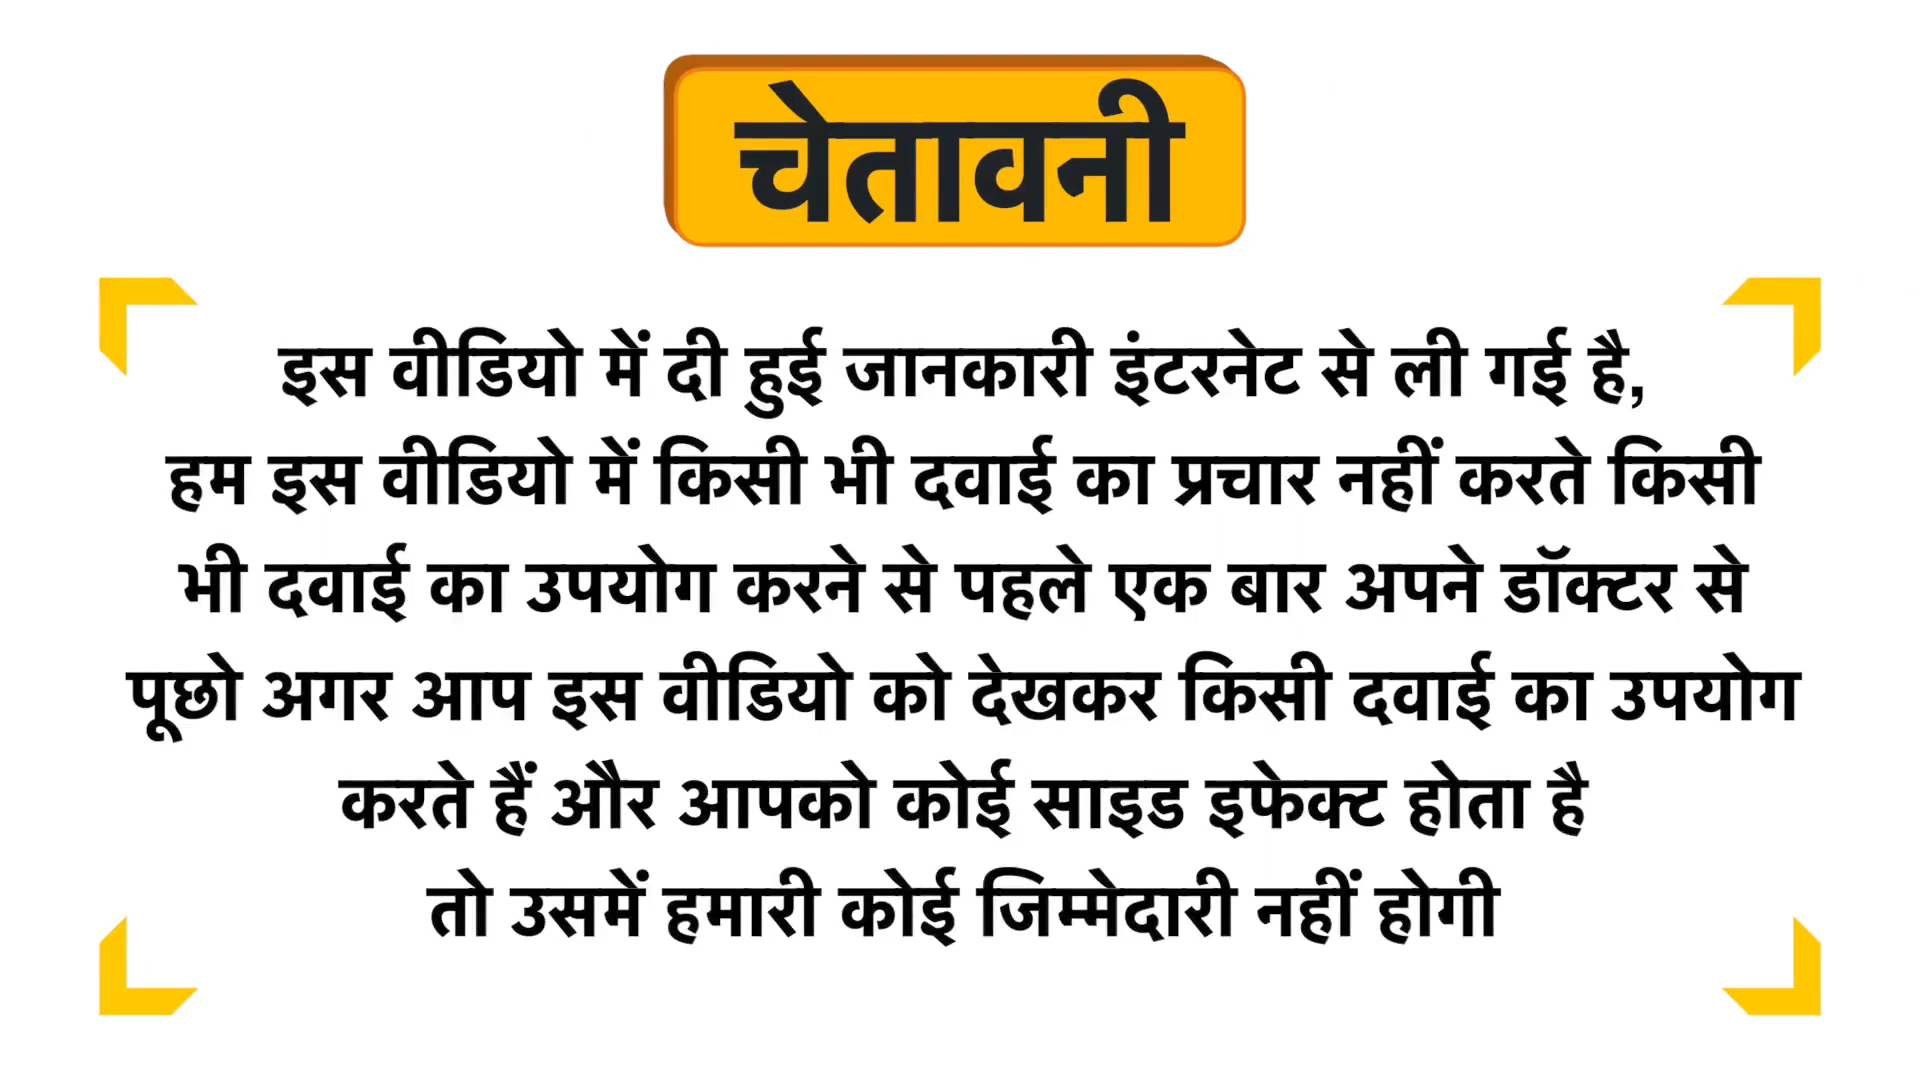 चेतावनी
इस वीडियो में दी हुई जानकारी इंटरनेट से ली गई है,
हम इस वीडियो में किसी भी दवाई का प्रचार नहीं करते किसी
भी दवाई का उपयोग करने से पहले एक बार अपने डॉक्टर से
पूछो अगर आप इस वीडियो को देखकर किसी दवाई का उपयोग
करते हैं और आपको कोई साइड इफेक्ट होता है
तो उसमें हमारी कोई जिम्मेदारी नहीं होगी